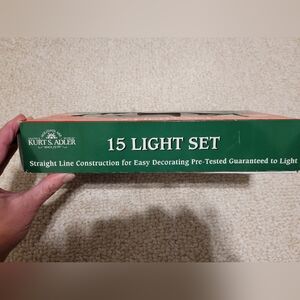 KURT S. ADLER
15 LIGHT SET
Straight Line Construction for Easy Decorating Pre-Tested Guaranteed to Light